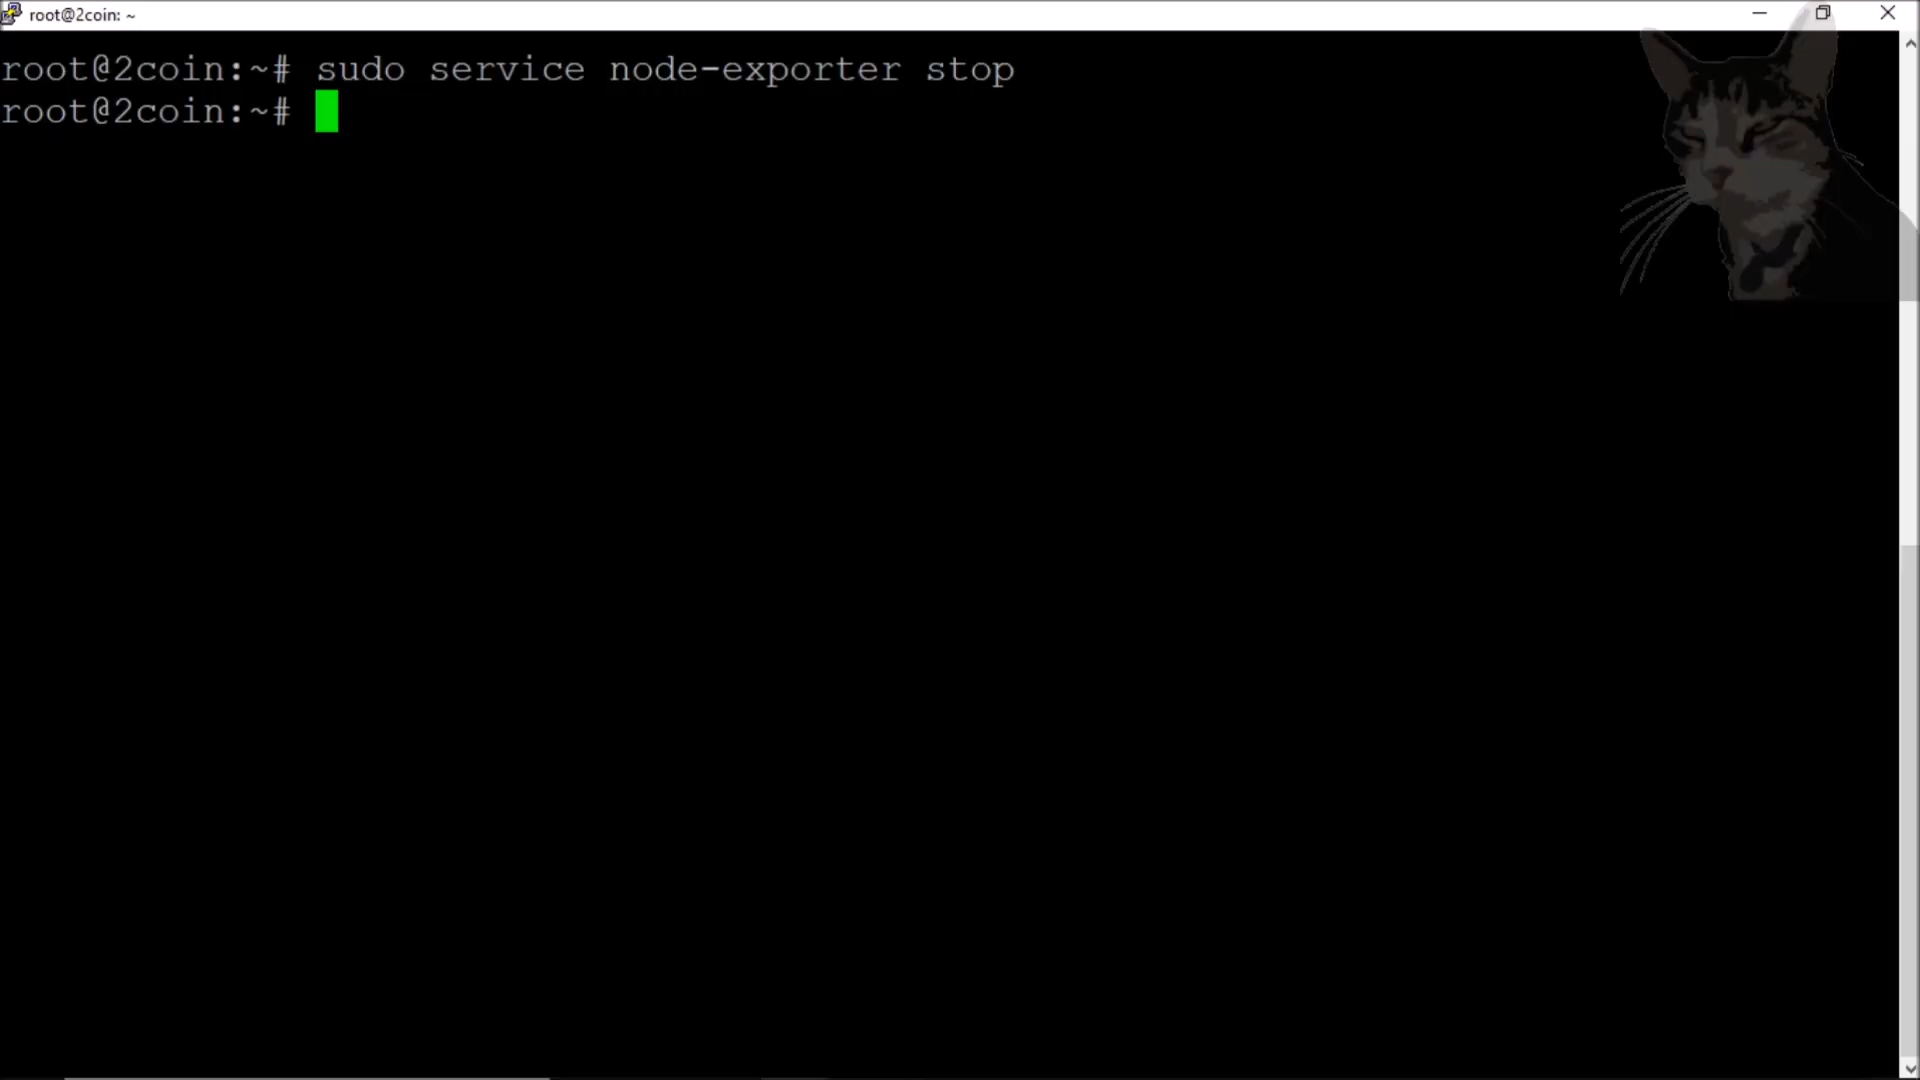 root@2coin: ~
root@2coin:~# sudo service node-exporter stop
root@2coin:~#